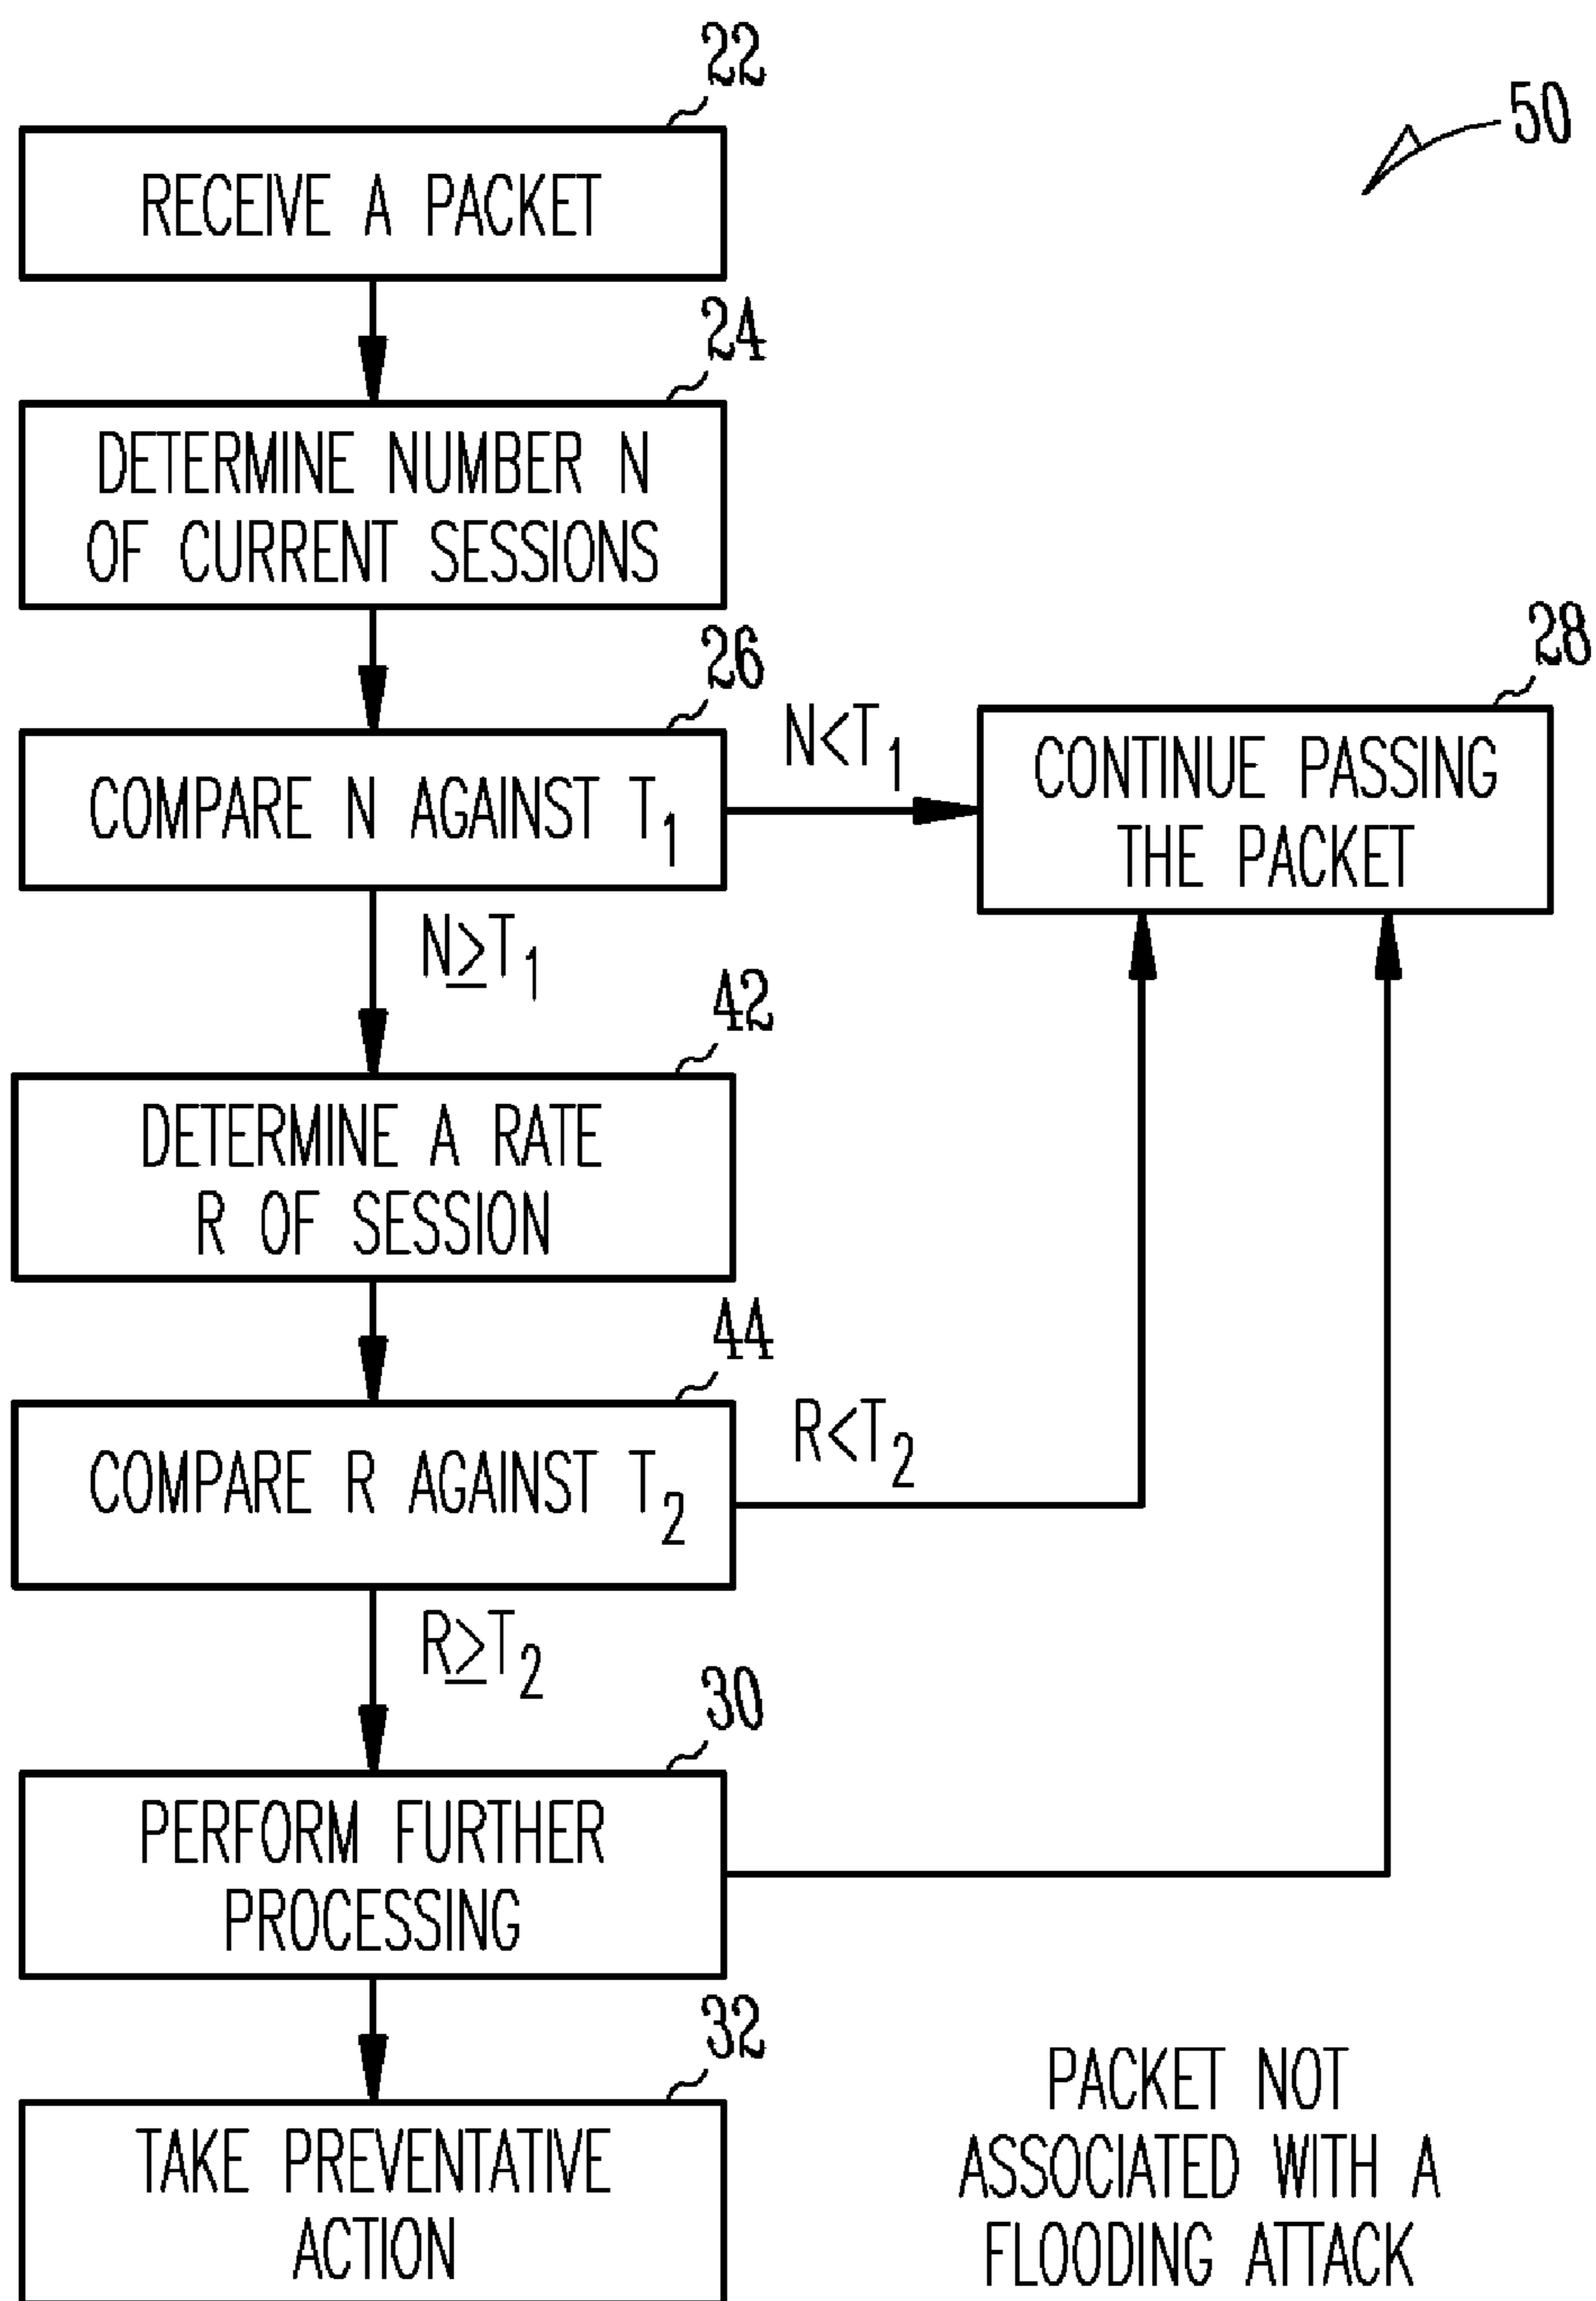 22
50
RECEIVE A PACKET
24
DETERMINE NUMBER N
OF CURRENT SESSIONS
26
28
N<T1
COMPARE N AGAINST T1
CONTINUE PASSING
THE PACKET
N≥T1
42
DETERMINE A RATE
R OF SESSION
44
R<T2
COMPARE R AGAINST T2
R≥T2
30
PERFORM FURTHER
PROCESSING
32
TAKE PREVENTATIVE
ACTION
PACKET NOT
ASSOCIATED WITH A
FLOODING ATTACK